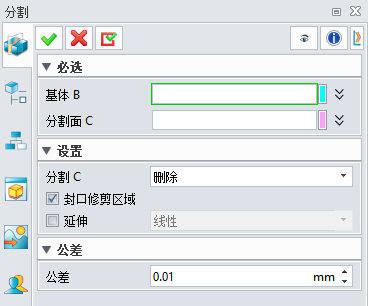 分割
必选
基体 B
分割面 C
设置
分割 C 删除
封口修剪区域
延伸 线性
公差
公差 0.01 mm